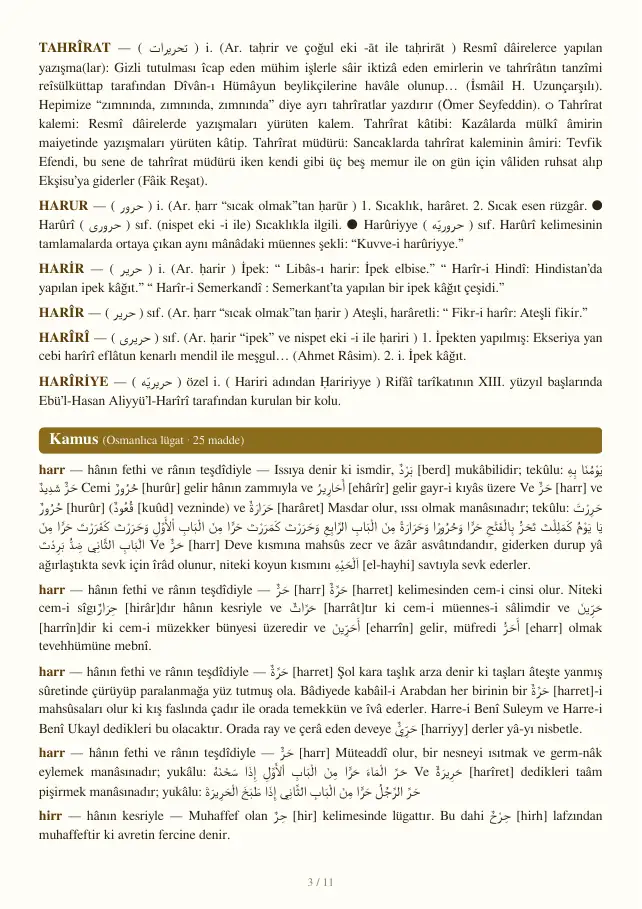 TAHRÎRAT — ( تحریرات ) i. (Ar. taḥrir ve çoğul eki -āt ile taḥrirāt ) Resmî dâirelerce yapılan
yazışma(lar): Gizli tutulması îcap eden mühim işlerle sâir iktizâ eden emirlerin ve tahrîrâtın tanzîmi
reîsülküttap tarafından Dîvân-ı Hümâyun beylikçilerine havâle olunup… (İsmâil H. Uzunçarşılı).
Hepimize “zımnında, zımnında, zımnında” diye ayrı tahrîratlar yazdırır (Ömer Seyfeddin). ѻ Tahrîrat
kalemi: Resmî dâirelerde yazışmaları yürüten kalem. Tahrîrat kâtibi: Kazâlarda mülkî âmirin
maiyetinde yazışmaları yürüten kâtip. Tahrîrat müdürü: Sancaklarda tahrîrat kaleminin âmiri: Tevfik
Efendi, bu sene de tahrîrat müdürü iken kendi gibi üç beş memur ile on gün için vâliden ruhsat alıp
Ekşisu’ya giderler (Fâik Reşat).
HARUR — ( حرور ) i. (Ar. ḥarr “sıcak olmak”tan ḥarūr ) 1. Sıcaklık, harâret. 2. Sıcak esen rüzgâr. ●
Harûrî ( حروری ) sıf. (nispet eki -i ile) Sıcaklıkla ilgili. ● Harûriyye ( حروریّه ) sıf. Harûrî kelimesinin
tamlamalarda ortaya çıkan aynı mânâdaki müennes şekli: “Kuvve-i harûriyye.”
HARİR — ( حریر ) i. (Ar. ḥarir ) İpek: “ Libâs-ı harir: İpek elbise.” “ Harîr-i Hindî: Hindistan’da
yapılan ipek kâğıt.” “ Harîr-i Semerkandî : Semerkant’ta yapılan bir ipek kâğıt çeşidi.”
HARÎR — ( حریر ) sıf. (Ar. ḥarr “sıcak olmak”tan ḥarir ) Ateşli, harâretli: “ Fikr-i harîr: Ateşli fikir.”
HARÎRÎ — ( حریری ) sıf. (Ar. ḥarir “ipek” ve nispet eki -i ile ḥariri ) 1. İpekten yapılmış: Ekseriya yan
cebi harîrî eflâtun kenarlı mendil ile meşgul… (Ahmet Râsim). 2. i. İpek kâğıt.
HARÎRİYE — ( حریریّه ) özel i. ( Hariri adından Ḥaririyye ) Rifâî tarîkatının XIII. yüzyıl başlarında
Ebü’l-Hasan Aliyyü’l-Harîrî tarafından kurulan bir kolu.
Kamus (Osmanlıca lügat · 25 madde)
harr — hânın fethi ve rânın teşdîdiyle — Issıya denir ki ismdir, بَرْدٌ [berd] mukâbilidir; tekûlu: يَوْمُنَا بِهِ
حَرٌّ شَدِيدٌ Cemi حُرُورٌ [hurûr] gelir hânın zammıyla ve أَحَارِيرُ [ehârîr] gelir gayr-i kıyâs üzere Ve حَرٌّ [harr] ve
حُرُورٌ [hurûr] (قُعُودٌ [kuûd] vezninde) ve حَرَارَةٌ [harâret] Masdar olur, ıssı olmak manâsınadır; tekûlu: حَرِرْتَ
يَا يَوْمُ كَمَلِلْتَ تَحَرُّ بِالْفَتْحِ حَرًّا وَحُرُورًا وَحَرَارَةً مِنَ الْبَابِ الرَّابِعِ وَحَرَرْتَ كَمَرَرْتَ حَرًّا مِنَ الْبَابِ الْأَوَّلِ وَحَرَرْتَ كَفَرَرْتَ حَرًّا مِنَ
الْبَابِ الثَّانِي ضِدُّ بَرِدْتَ Ve حَرٌّ [harr] Deve kısmına mahsûs zecr ve âzâr asvâtındandır, giderken durup yâ
ağırlaştıkta sevk için îrâd olunur, niteki koyun kısmını اَلْحَيْهِ [el-hayhi] savtıyla sevk ederler.
harr — hânın fethi ve rânın teşdîdiyle — حَرٌّ [harr] حَرَّةٌ [harret] kelimesinden cem-i cinsi olur. Niteki
cem-i sîgıحِرَارٌ [hirâr]dır hânın kesriyle ve حَرَّاتٌ [harrât]tır ki cem-i müennes-i sâlimdir ve حَرِّينَ
[harrîn]dir ki cem-i müzekker bünyesi üzeredir ve أَحَرِّينَ [eharrîn] gelir, müfredi أَحَرُّ [eharr] olmak
tevehhümüne mebnî.
harr — hânın fethi ve rânın teşdîdiyle — حَرَّةٌ [harret] Şol kara taşlık arza denir ki taşları âteşte yanmış
sûretinde çürüyüp paralanmağa yüz tutmuş ola. Bâdiyede kabâil-i Arabdan her birinin bir حَرَّةٌ [harret]-i
mahsûsaları olur ki kış faslında çadır ile orada temekkün ve îvâ ederler. Harre-i Benî Suleym ve Harre-i
Benî Ukayl dedikleri bu olacaktır. Orada ray ve çerâ eden deveye حَرِّيٌّ [harriyy] derler yâ-yı nisbetle.
harr — hânın fethi ve rânın teşdîdiyle — حَرٌّ [harr] Müteaddî olur, bir nesneyi ısıtmak ve germ-nâk
eylemek manâsınadır; yukâlu: حَرَّ الْمَاءَ حَرًّا مِنَ الْبَابِ الْأَوَّلِ إِذَا سَخَّنَهُ Ve حَرِيرَةٌ [harîret] dedikleri taâm
pişirmek manâsınadır; yukâlu: حَرَّ الرَّجُلُ حَرًّا مِنَ الْبَابِ الثَّانِي إِذَا طَبَخَ الْحَرِيرَةَ
hirr — hânın kesriyle — Muhaffef olan حِرٌ [hir] kelimesinde lügattır. Bu dahi حِرْحٌ [hirh] lafzından
muhaffeftir ki avretin fercine denir.
3 / 11